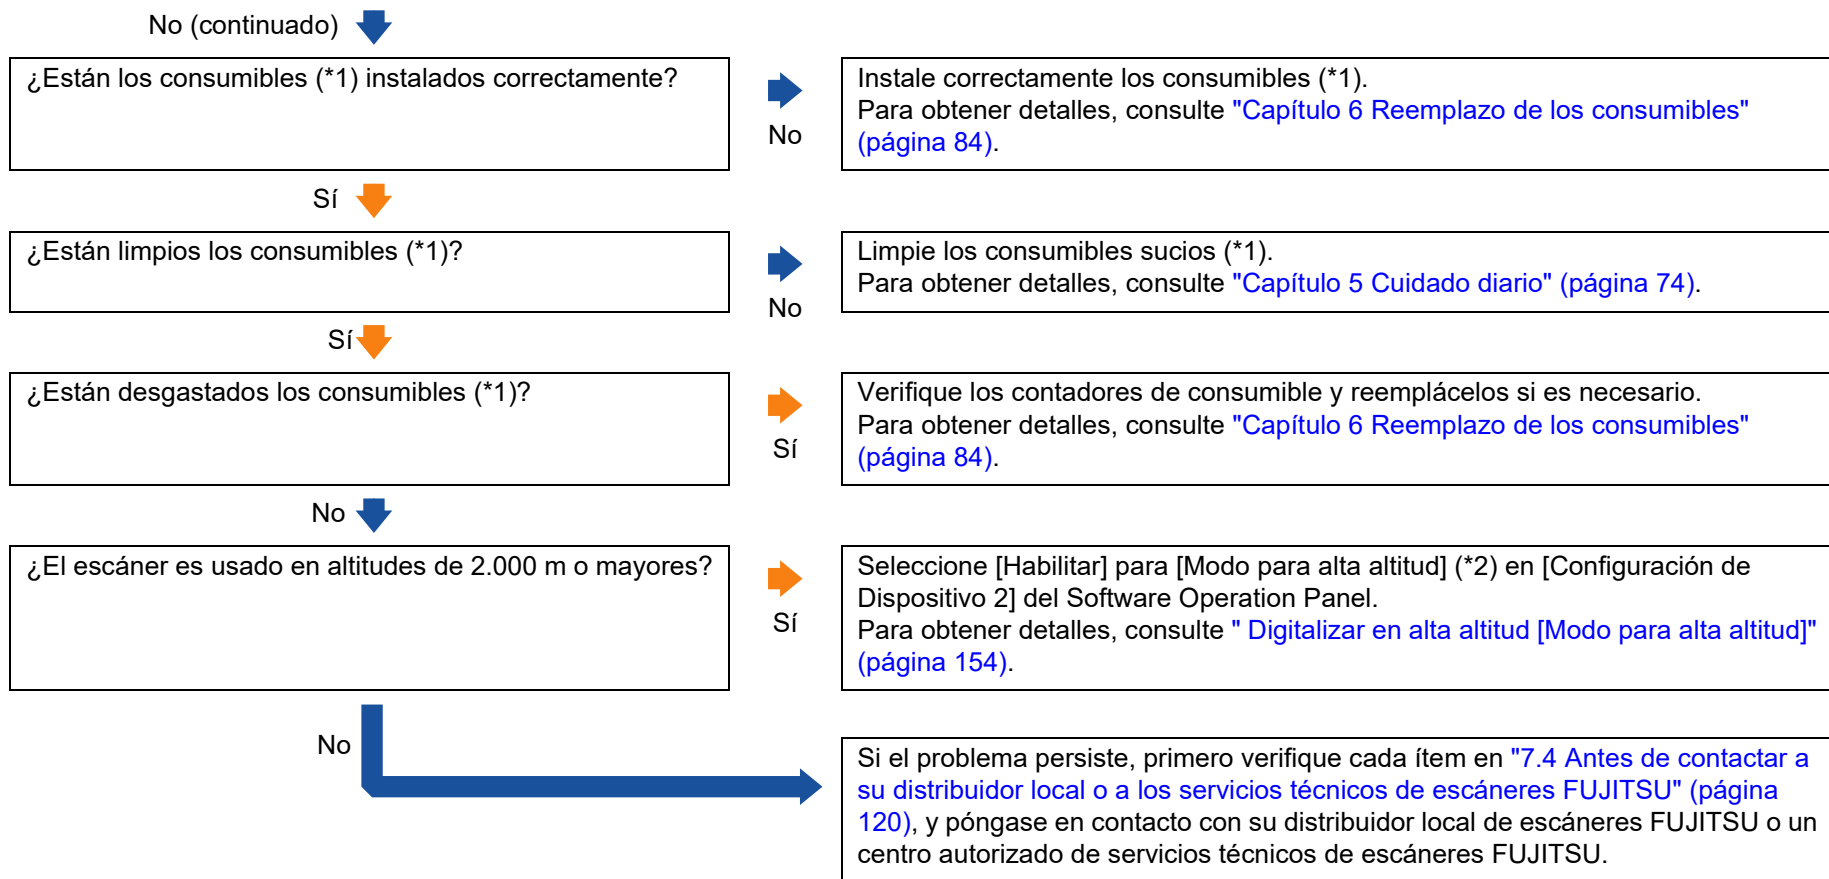 No (continuado)
¿Están los consumibles (*1) instalados correctamente?
No
Instale correctamente los consumibles (*1).
Para obtener detalles, consulte "Capítulo 6 Reemplazo de los consumibles"
(página 84).
Sí
¿Están limpios los consumibles (*1)?
No
Limpie los consumibles sucios (*1).
Para obtener detalles, consulte "Capítulo 5 Cuidado diario" (página 74).
Sí
¿Están desgastados los consumibles (*1)?
Sí
Verifique los contadores de consumible y reemplácelos si es necesario.
Para obtener detalles, consulte "Capítulo 6 Reemplazo de los consumibles"
(página 84).
No
¿El escáner es usado en altitudes de 2.000 m o mayores?
Sí
Seleccione [Habilitar] para [Modo para alta altitud] (*2) en [Configuración de
Dispositivo 2] del Software Operation Panel.
Para obtener detalles, consulte " Digitalizar en alta altitud [Modo para alta altitud]"
(página 154).
No
Si el problema persiste, primero verifique cada ítem en "7.4 Antes de contactar a
su distribuidor local o a los servicios técnicos de escáneres FUJITSU" (página
120), y póngase en contacto con su distribuidor local de escáneres FUJITSU o un
centro autorizado de servicios técnicos de escáneres FUJITSU.